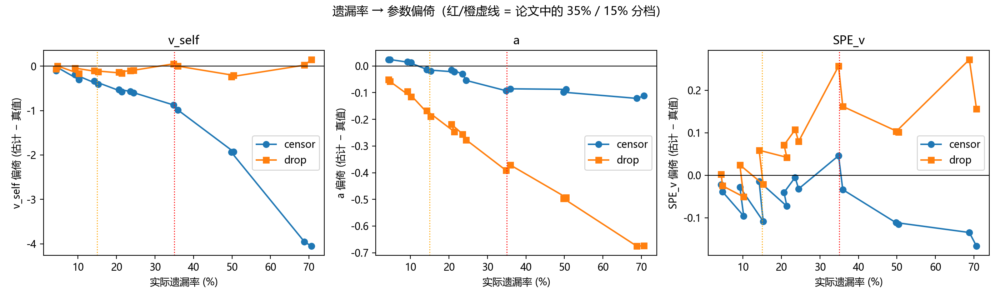 遗漏率 → 参数偏倚（红/橙虚线 = 论文中的 35% / 15% 分档）
v_self
v_self 偏倚 (估计 − 真值)
0
-1
-2
-3
-4
censor
drop
10 20 30 40 50 60 70
实际遗漏率 (%)
a
a 偏倚 (估计 − 真值)
0.0
-0.1
-0.2
-0.3
-0.4
-0.5
-0.6
-0.7
censor
drop
10 20 30 40 50 60 70
实际遗漏率 (%)
SPE_v
SPE_v 偏倚 (估计 − 真值)
0.2
0.1
0.0
-0.1
censor
drop
10 20 30 40 50 60 70
实际遗漏率 (%)